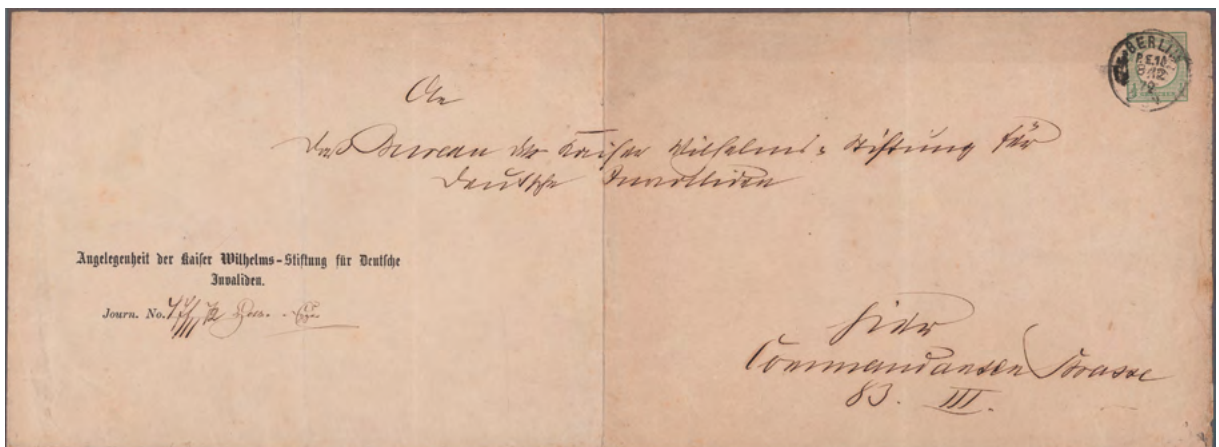 BERLIN
12
An
das Bureau der Kaiser Wilhelms-Stiftung für
Deutsche Invaliden
Angelegenheit der Kaiser Wilhelms-Stiftung für Deutsche
Invaliden.
Journ. No.
hier
Commandanten Strasse
83. III.